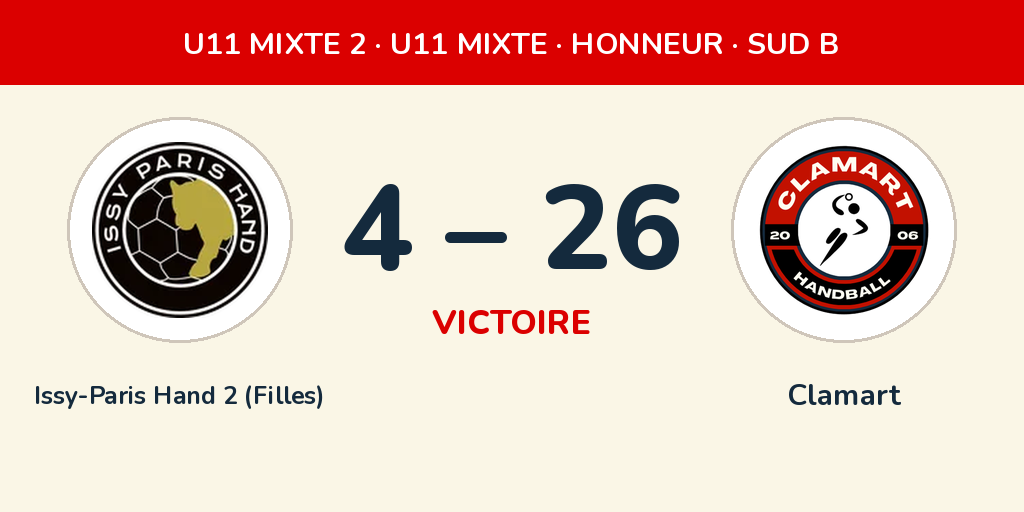 U11 MIXTE 2 · U11 MIXTE · HONNEUR · SUD B
ISSY PARIS HAND
4 – 26
CLAMART
20 06
HANDBALL
VICTOIRE
Issy-Paris Hand 2 (Filles)
Clamart